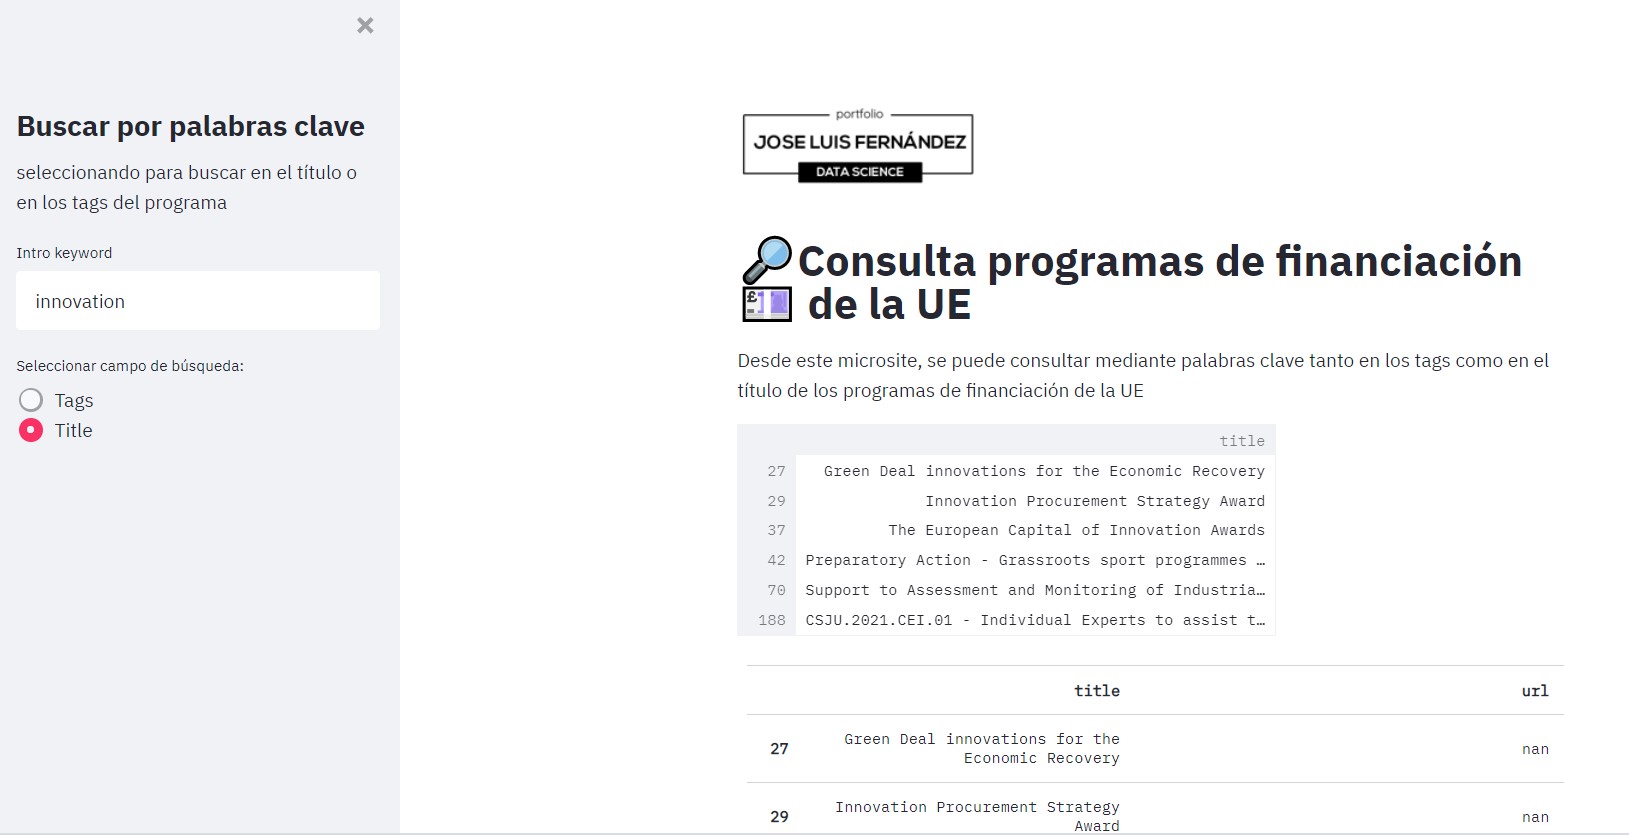 Buscar por palabras clave
seleccionando para buscar en el título o
en los tags del programa
Intro keyword
innovation
Seleccionar campo de búsqueda:
Tags
Title
portfolio
JOSE LUIS FERNÁNDEZ
DATA SCIENCE
Consulta programas de financiación
de la UE
Desde este microsite, se puede consultar mediante palabras clave tanto en los tags como en el
título de los programas de financiación de la UE
title
27 Green Deal innovations for the Economic Recovery
29 Innovation Procurement Strategy Award
37 The European Capital of Innovation Awards
42 Preparatory Action - Grassroots sport programmes …
70 Support to Assessment and Monitoring of Industria…
188 CSJU.2021.CEI.01 - Individual Experts to assist t…
title url
27 Green Deal innovations for the nan
Economic Recovery
29 Innovation Procurement Strategy nan
Award